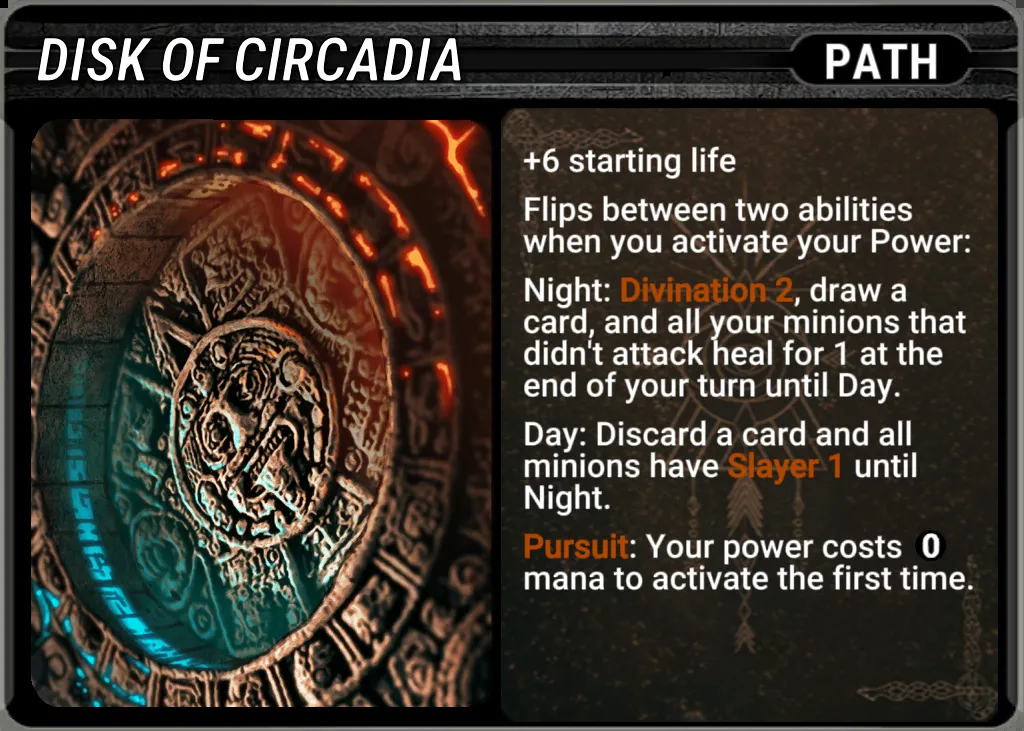 DISK OF CIRCADIA
PATH
+6 starting life
Flips between two abilities
when you activate your Power:
Night: Divination 2, draw a
card, and all your minions that
didn't attack heal for 1 at the
end of your turn until Day.
Day: Discard a card and all
minions have Slayer 1 until
Night.
Pursuit: Your power costs 0
mana to activate the first time.